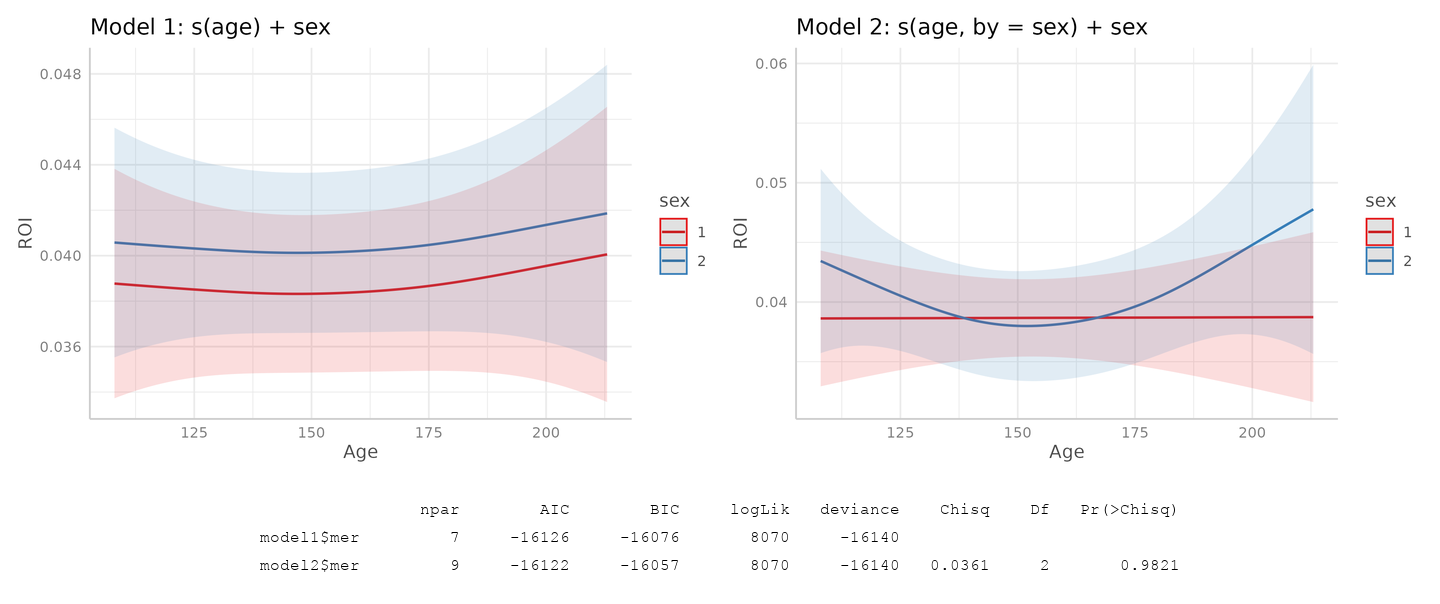 Model 1: s(age) + sex
0.048
0.044
0.040
0.036
ROI
125 150 175 200
Age
sex
1
2
Model 2: s(age, by = sex) + sex
0.06
0.05
0.04
ROI
125 150 175 200
Age
sex
1
2
npar AIC BIC logLik deviance Chisq Df Pr(>Chisq)
model1$mer 7 -16126 -16076 8070 -16140
model2$mer 9 -16122 -16057 8070 -16140 0.0361 2 0.9821